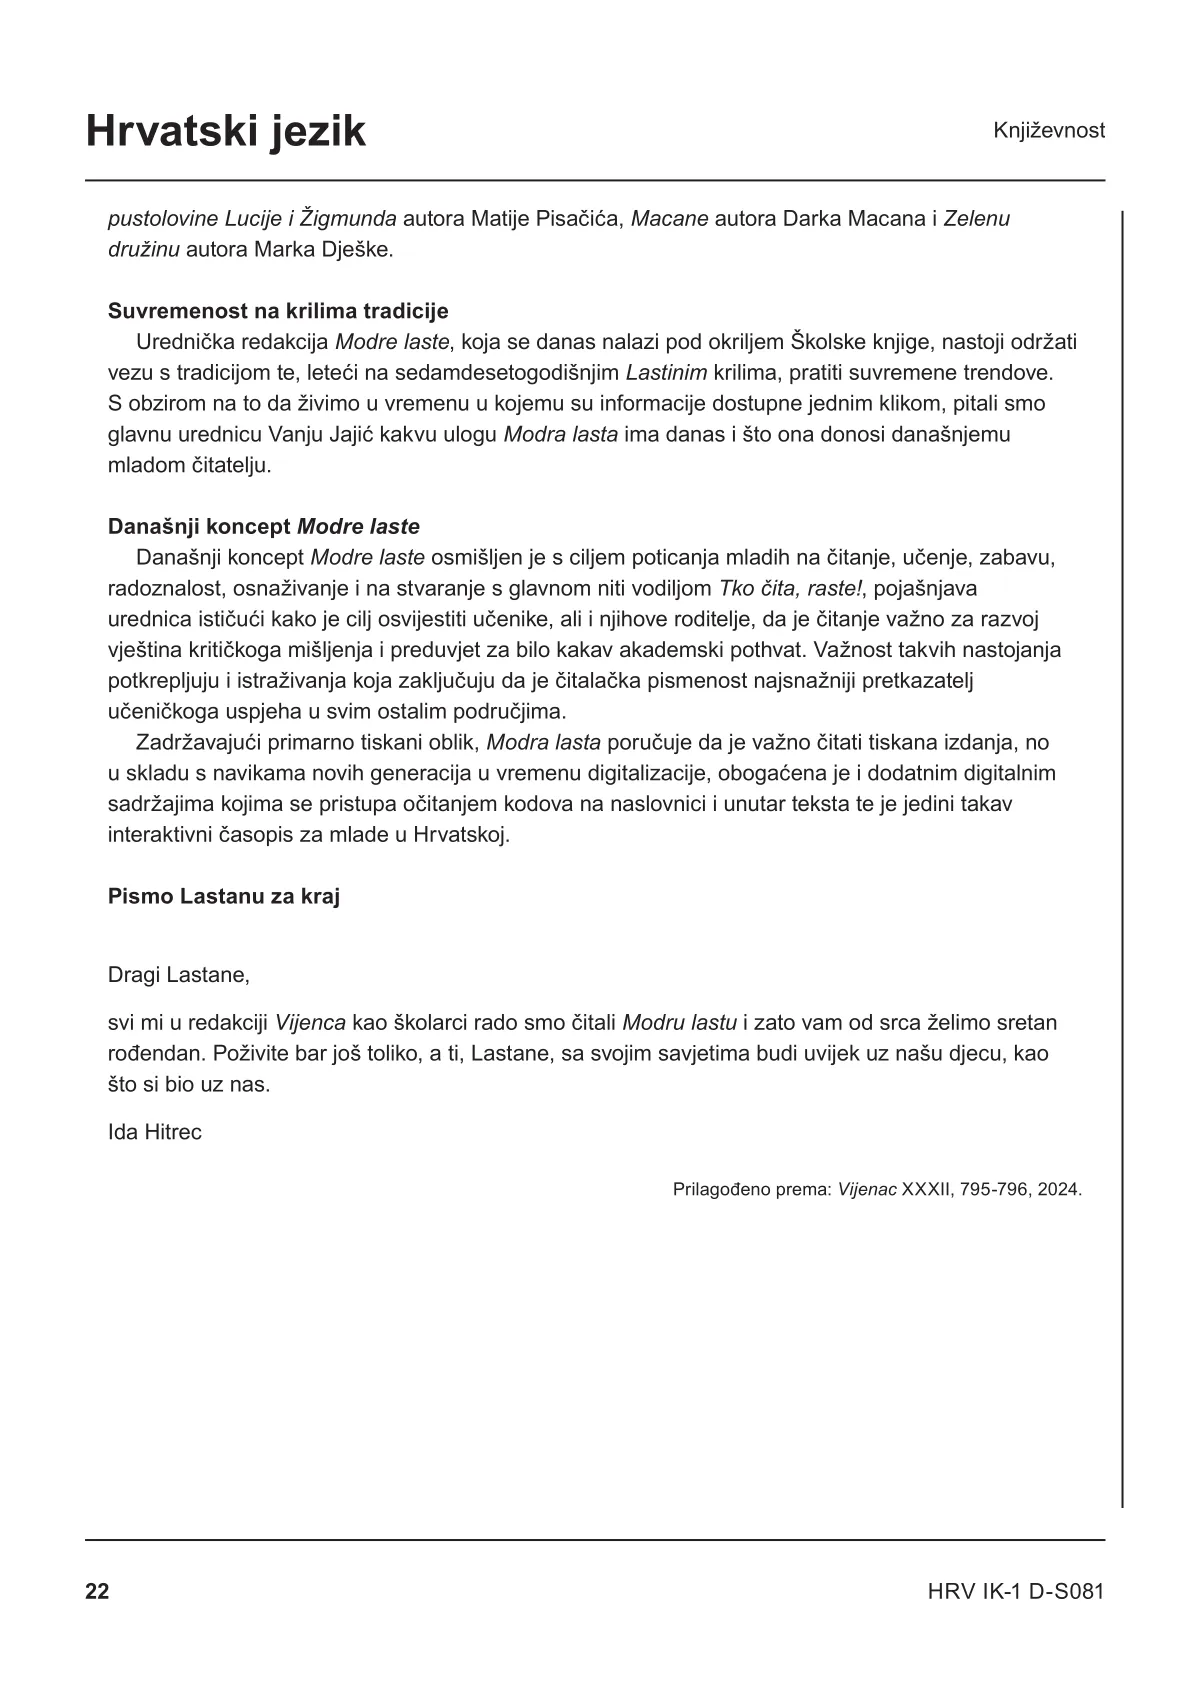 Hrvatski jezik
Književnost
pustolovine Lucije i Žigmunda autora Matije Pisačića, Macane autora Darka Macana i Zelenu
družinu autora Marka Dješke.
Suvremenost na krilima tradicije
Urednička redakcija Modre laste, koja se danas nalazi pod okriljem Školske knjige, nastoji održati
vezu s tradicijom te, leteći na sedamdesetogodišnjim Lastinim krilima, pratiti suvremene trendove.
S obzirom na to da živimo u vremenu u kojemu su informacije dostupne jednim klikom, pitali smo
glavnu urednicu Vanju Jajić kakvu ulogu Modra lasta ima danas i što ona donosi današnjemu
mladom čitatelju.
Današnji koncept Modre laste
Današnji koncept Modre laste osmišljen je s ciljem poticanja mladih na čitanje, učenje, zabavu,
radoznalost, osnaživanje i na stvaranje s glavnom niti vodiljom Tko čita, raste!, pojašnjava
urednica ističući kako je cilj osvijestiti učenike, ali i njihove roditelje, da je čitanje važno za razvoj
vještina kritičkoga mišljenja i preduvjet za bilo kakav akademski pothvat. Važnost takvih nastojanja
potkrepljuju i istraživanja koja zaključuju da je čitalačka pismenost najsnažniji pretkazatelj
učeničkoga uspjeha u svim ostalim područjima.
Zadržavajući primarno tiskani oblik, Modra lasta poručuje da je važno čitati tiskana izdanja, no
u skladu s navikama novih generacija u vremenu digitalizacije, obogaćena je i dodatnim digitalnim
sadržajima kojima se pristupa očitanjem kodova na naslovnici i unutar teksta te je jedini takav
interaktivni časopis za mlade u Hrvatskoj.
Pismo Lastanu za kraj
Dragi Lastane,
svi mi u redakciji Vijenca kao školarci rado smo čitali Modru lastu i zato vam od srca želimo sretan
rođendan. Poživite bar još toliko, a ti, Lastane, sa svojim savjetima budi uvijek uz našu djecu, kao
što si bio uz nas.
Ida Hitrec
Prilagođeno prema: Vijenac XXXII, 795-796, 2024.
22
HRV IK-1 D-S081